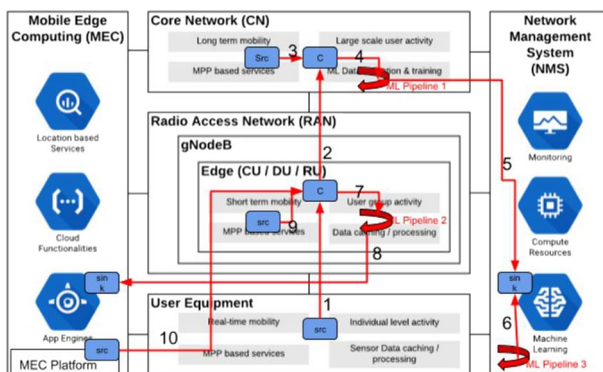 Mobile Edge
Computing (MEC)
Location based
Services
Cloud
Functionalities
sin
k
App Engines
src
MEC Platform
10
Core Network (CN)
Long term mobility
Large scale user activity
Src
3
C
4
MPP based services
ML Data & training
ML Pipeline 1
Radio Access Network (RAN)
gNodeB
2
Edge (CU / DU / RU)
Short term mobility
C
7
User group activity
src
9
MPP based services
ML Pipeline 2
Data caching / processing
8
User Equipment
1
Real-time mobility
src
Individual level activity
MPP based services
Sensor Data caching /
processing
Network
Management
System
(NMS)
Monitoring
5
Compute
Resources
sin
k
6
Machine
Learning
ML Pipeline 3